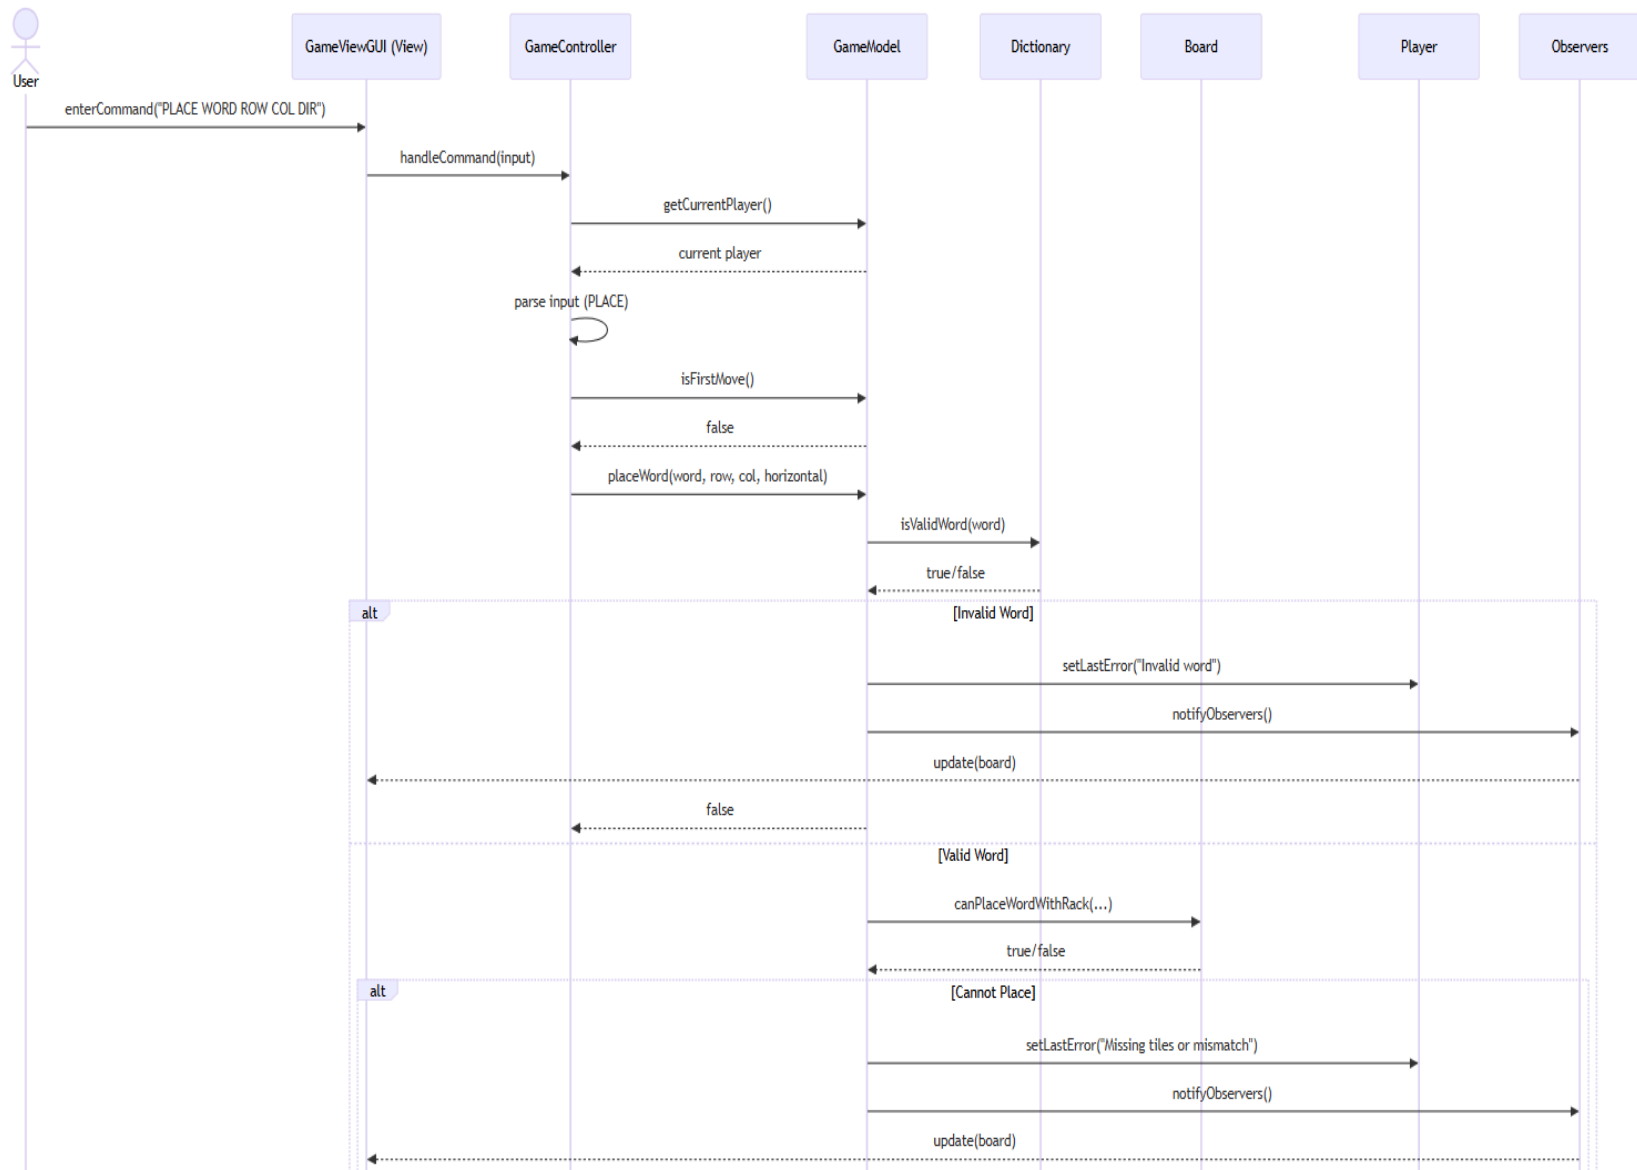 User
GameViewGUI (View)
GameController
GameModel
Dictionary
Board
Player
Observers
enterCommand("PLACE WORD ROW COL DIR")
handleCommand(input)
getCurrentPlayer()
current player
parse input (PLACE)
isFirstMove()
false
placeWord(word, row, col, horizontal)
isValidWord(word)
true/false
alt
[Invalid Word]
setLastError("Invalid word")
notifyObservers()
update(board)
false
[Valid Word]
canPlaceWordWithRack(...)
true/false
alt
[Cannot Place]
setLastError("Missing tiles or mismatch")
notifyObservers()
update(board)